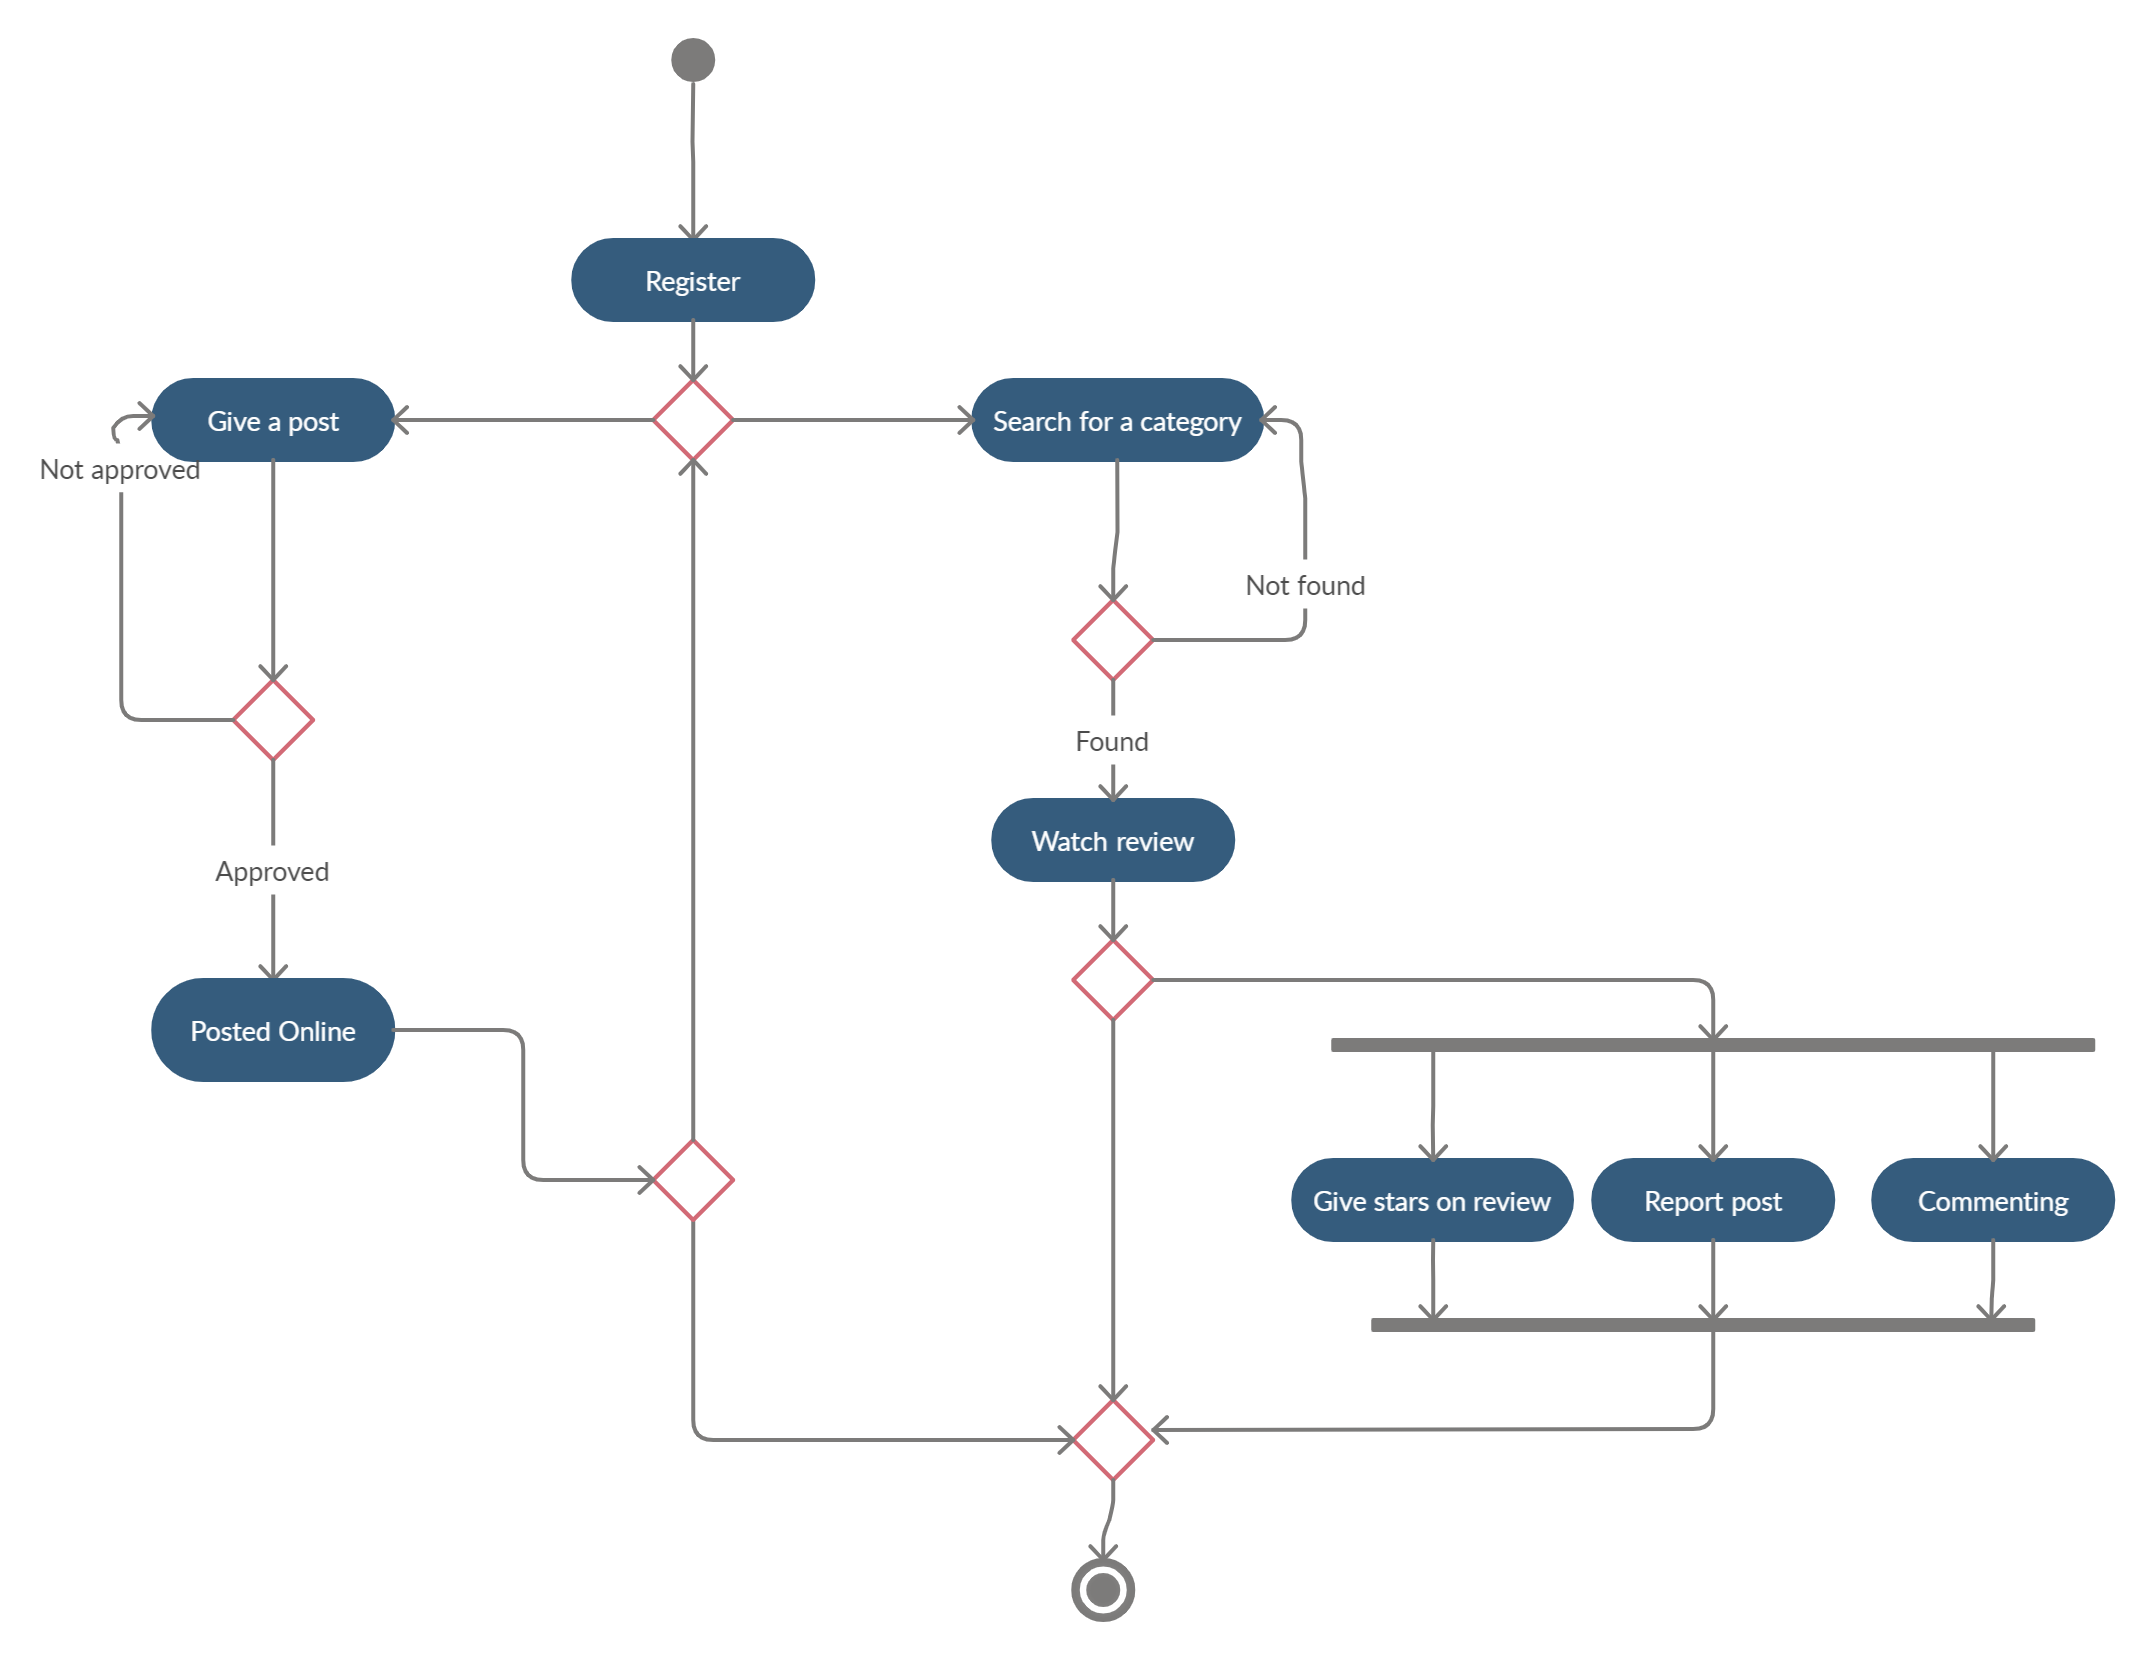 Register
Give a post
Search for a category
Not approved
Not found
Found
Watch review
Approved
Posted Online
Give stars on review
Report post
Commenting